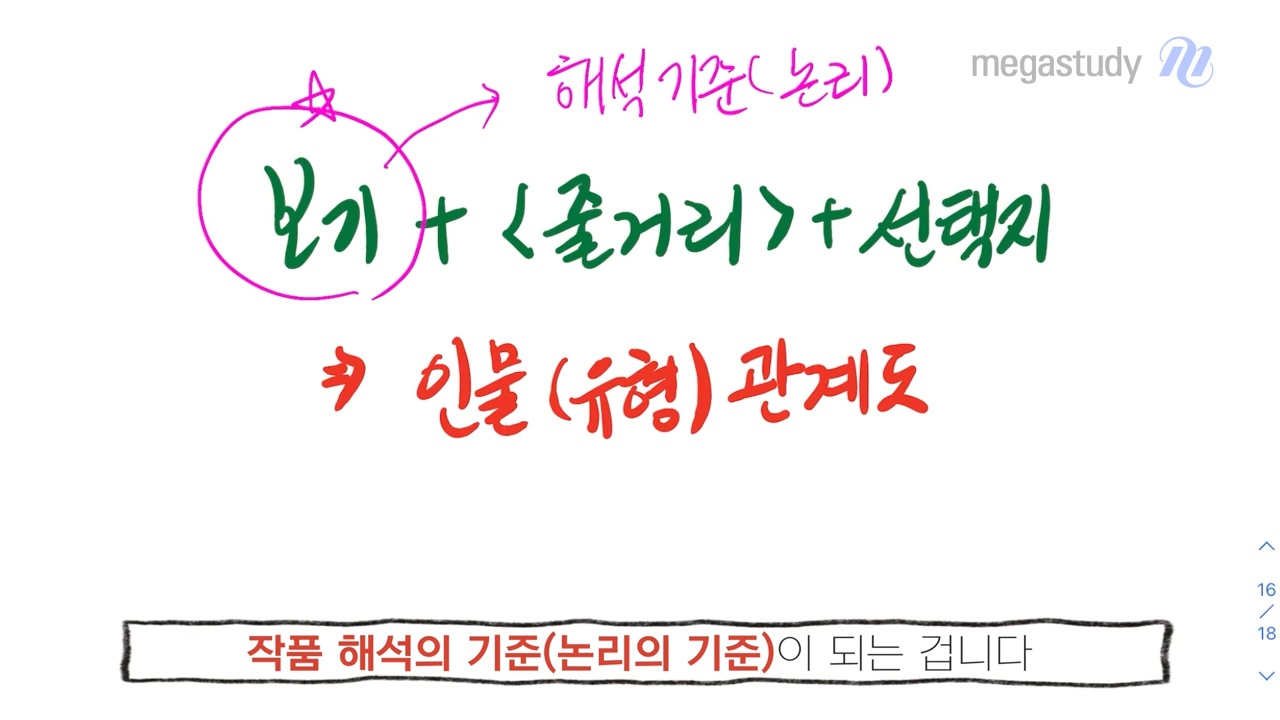 megastudy
해석 기준(논리)
보기 + <줄거리> + 선택지
⇒ 인물(유형) 관계도
16
/
18
작품 해석의 기준(논리의 기준)이 되는 겁니다